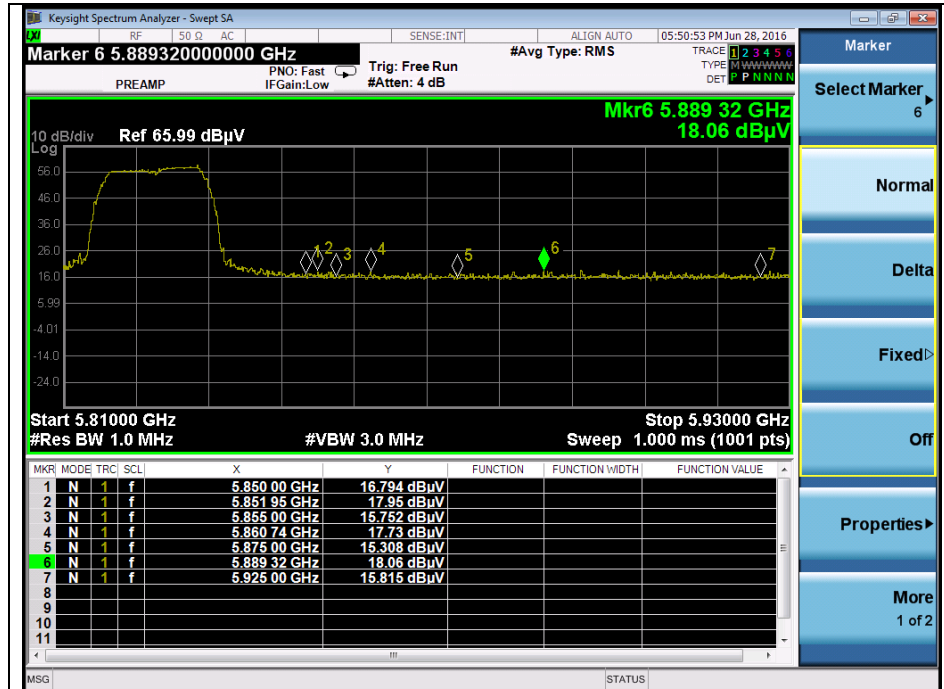 Keysight Spectrum Analyzer - Swept SA
LXI RF 50 Ω AC SENSE:INT ALIGN AUTO 05:50:53 PM Jun 28, 2016
Marker 6 5.889320000000 GHz
PREAMP
PNO: Fast
IFGain:Low
Trig: Free Run
#Atten: 4 dB
#Avg Type: RMS
TRACE 1 2 3 4 5 6
TYPE M W W W W W
DET P P N N N N
Mkr6 5.889 32 GHz
18.06 dBµV
10 dB/div Ref 65.99 dBµV
Log
56.0
46.0
36.0
26.0
16.0
5.99
-4.01
-14.0
-24.0
1 2 3 4 5 6 7
Start 5.81000 GHz Stop 5.93000 GHz
#Res BW 1.0 MHz #VBW 3.0 MHz Sweep 1.000 ms (1001 pts)
MKR MODE TRC SCL X Y FUNCTION FUNCTION WIDTH FUNCTION VALUE
1 N 1 f 5.850 00 GHz 16.794 dBµV
2 N 1 f 5.851 95 GHz 17.95 dBµV
3 N 1 f 5.855 00 GHz 15.752 dBµV
4 N 1 f 5.860 74 GHz 17.73 dBµV
5 N 1 f 5.875 00 GHz 15.308 dBµV
6 N 1 f 5.889 32 GHz 18.06 dBµV
7 N 1 f 5.925 00 GHz 15.815 dBµV
8
9
10
11
MSG STATUS
Marker
Select Marker
6
Normal
Delta
Fixed
Off
Properties
More
1 of 2